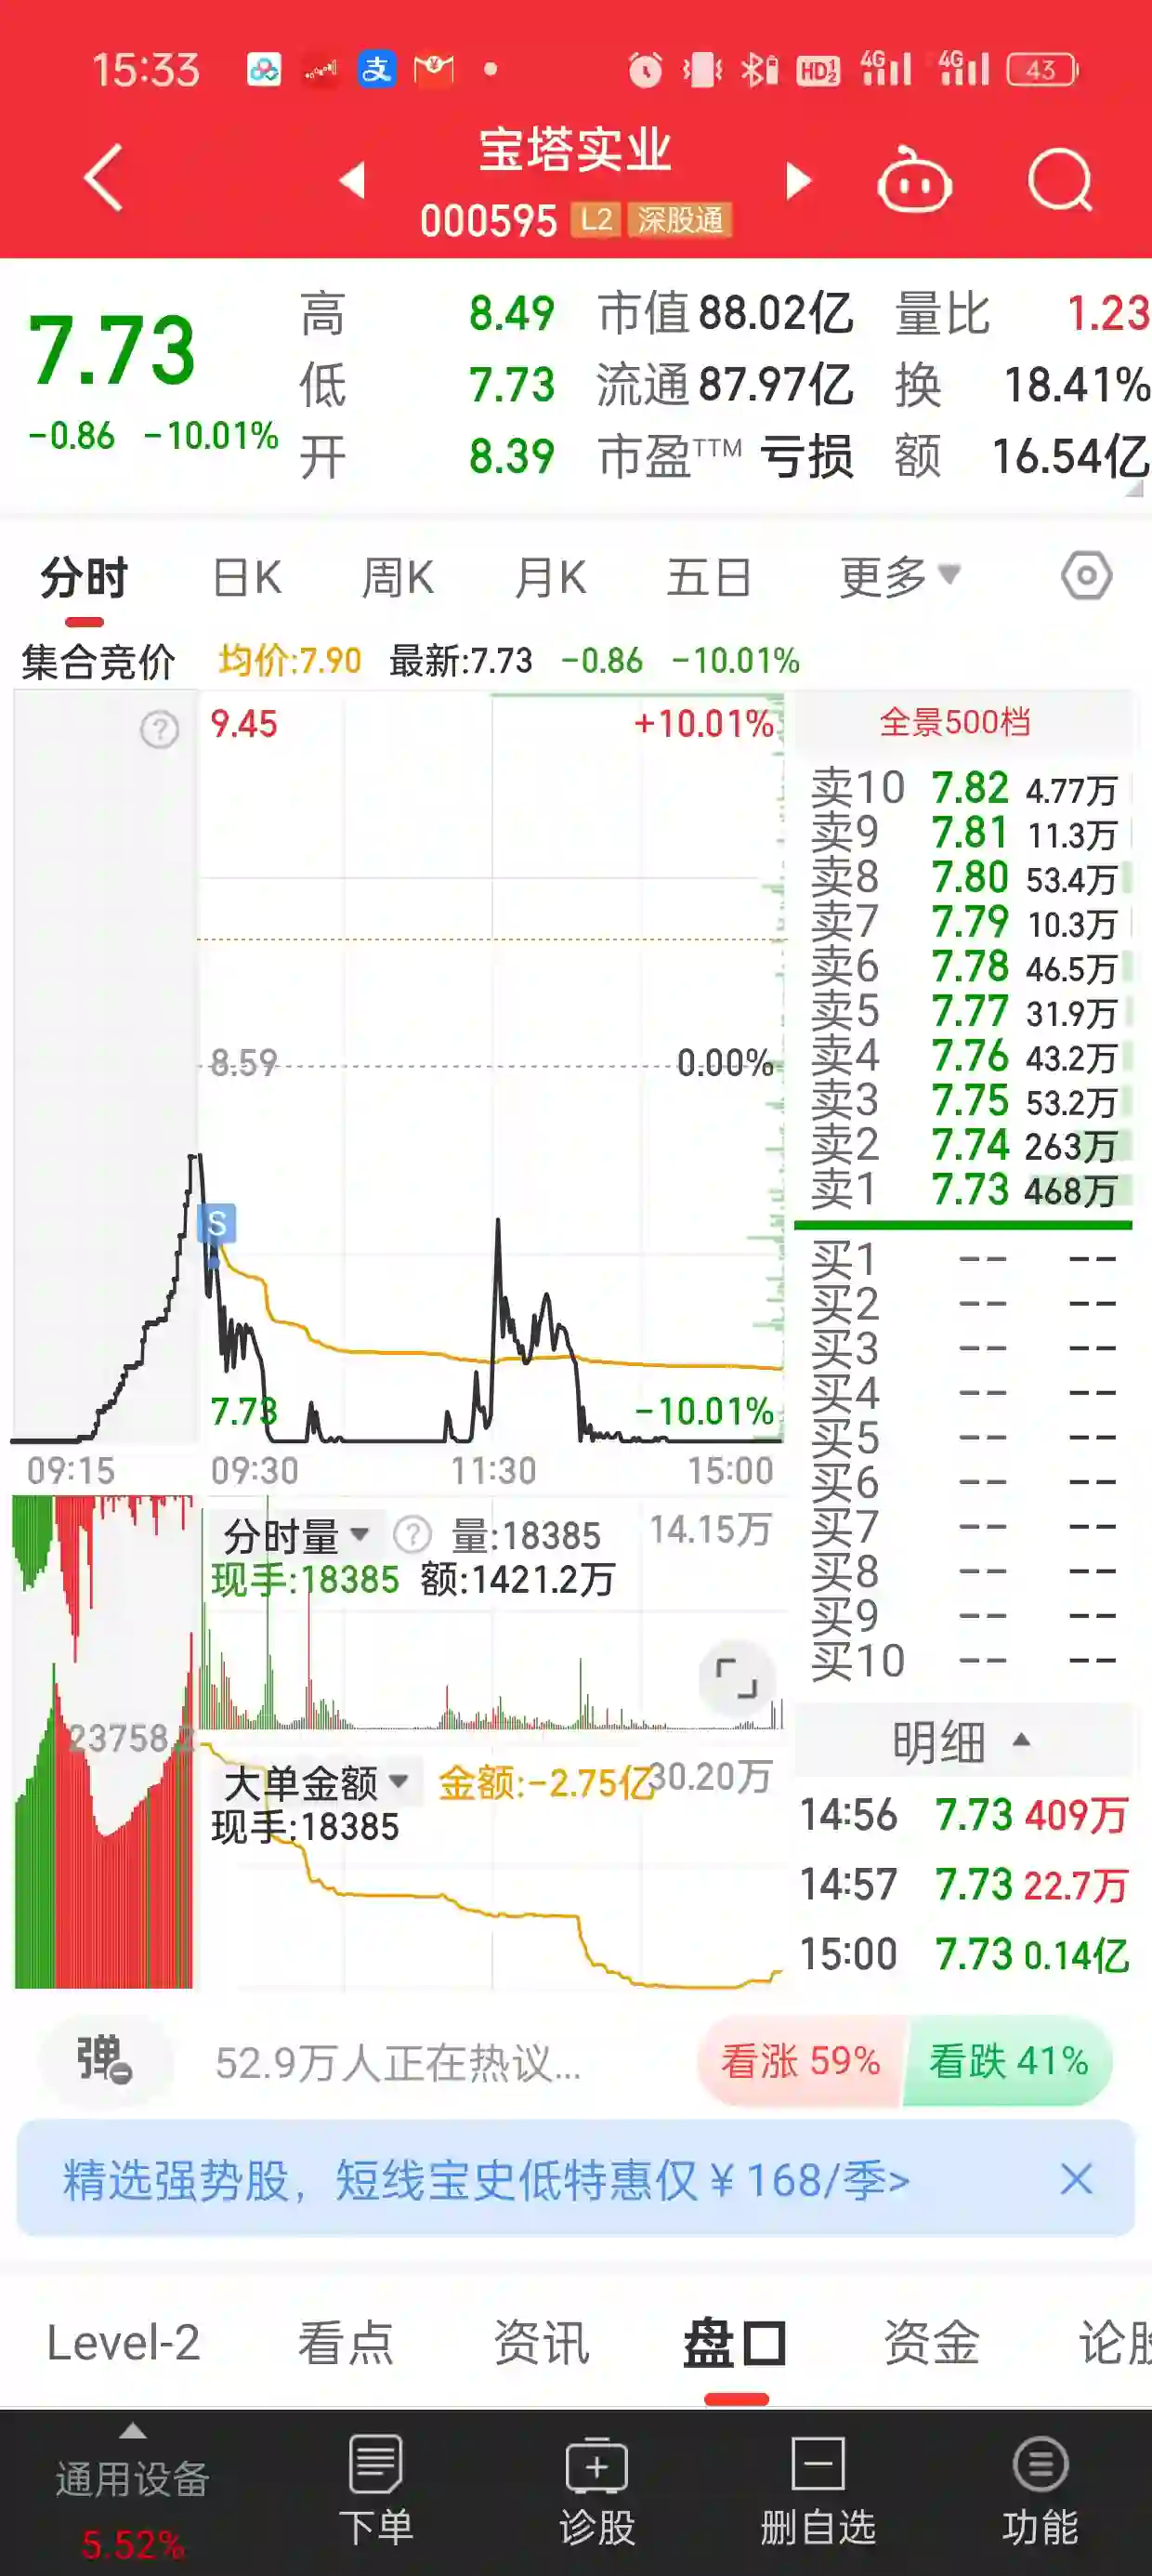 15:33 支 HD 1 2 4G 4G 43
宝塔实业
000595 L2 深股通
7.73
-0.86 -10.01%
高 8.49 市值 88.02亿 量比 1.23
低 7.73 流通 87.97亿 换 18.41%
开 8.39 市盈TTM 亏损 额 16.54亿
分时 日K 周K 月K 五日 更多
集合竞价 均价:7.90 最新:7.73 -0.86 -10.01%
? 9.45 +10.01%
8.59 0.00%
S
7.73 -10.01%
09:15 09:30 11:30 15:00
全景500档
卖10 7.82 4.77万
卖9 7.81 11.3万
卖8 7.80 53.4万
卖7 7.79 10.3万
卖6 7.78 46.5万
卖5 7.77 31.9万
卖4 7.76 43.2万
卖3 7.75 53.2万
卖2 7.74 263万
卖1 7.73 468万
买1 -- --
买2 -- --
买3 -- --
买4 -- --
买5 -- --
买6 -- --
买7 -- --
买8 -- --
买9 -- --
买10 -- --
分时量 ? 量:18385 14.15万
现手:18385 额:1421.2万
23758.2
大单金额 金额:-2.75亿 30.20万
现手:18385
明细
14:56 7.73 409万
14:57 7.73 22.7万
15:00 7.73 0.14亿
弹 52.9万人正在热议... 看涨 59% 看跌 41%
精选强势股，短线宝史低特惠仅￥168/季>
Level-2 看点 资讯 盘口 资金 论股
通用设备 下单 诊股 删自选 功能
5.52%